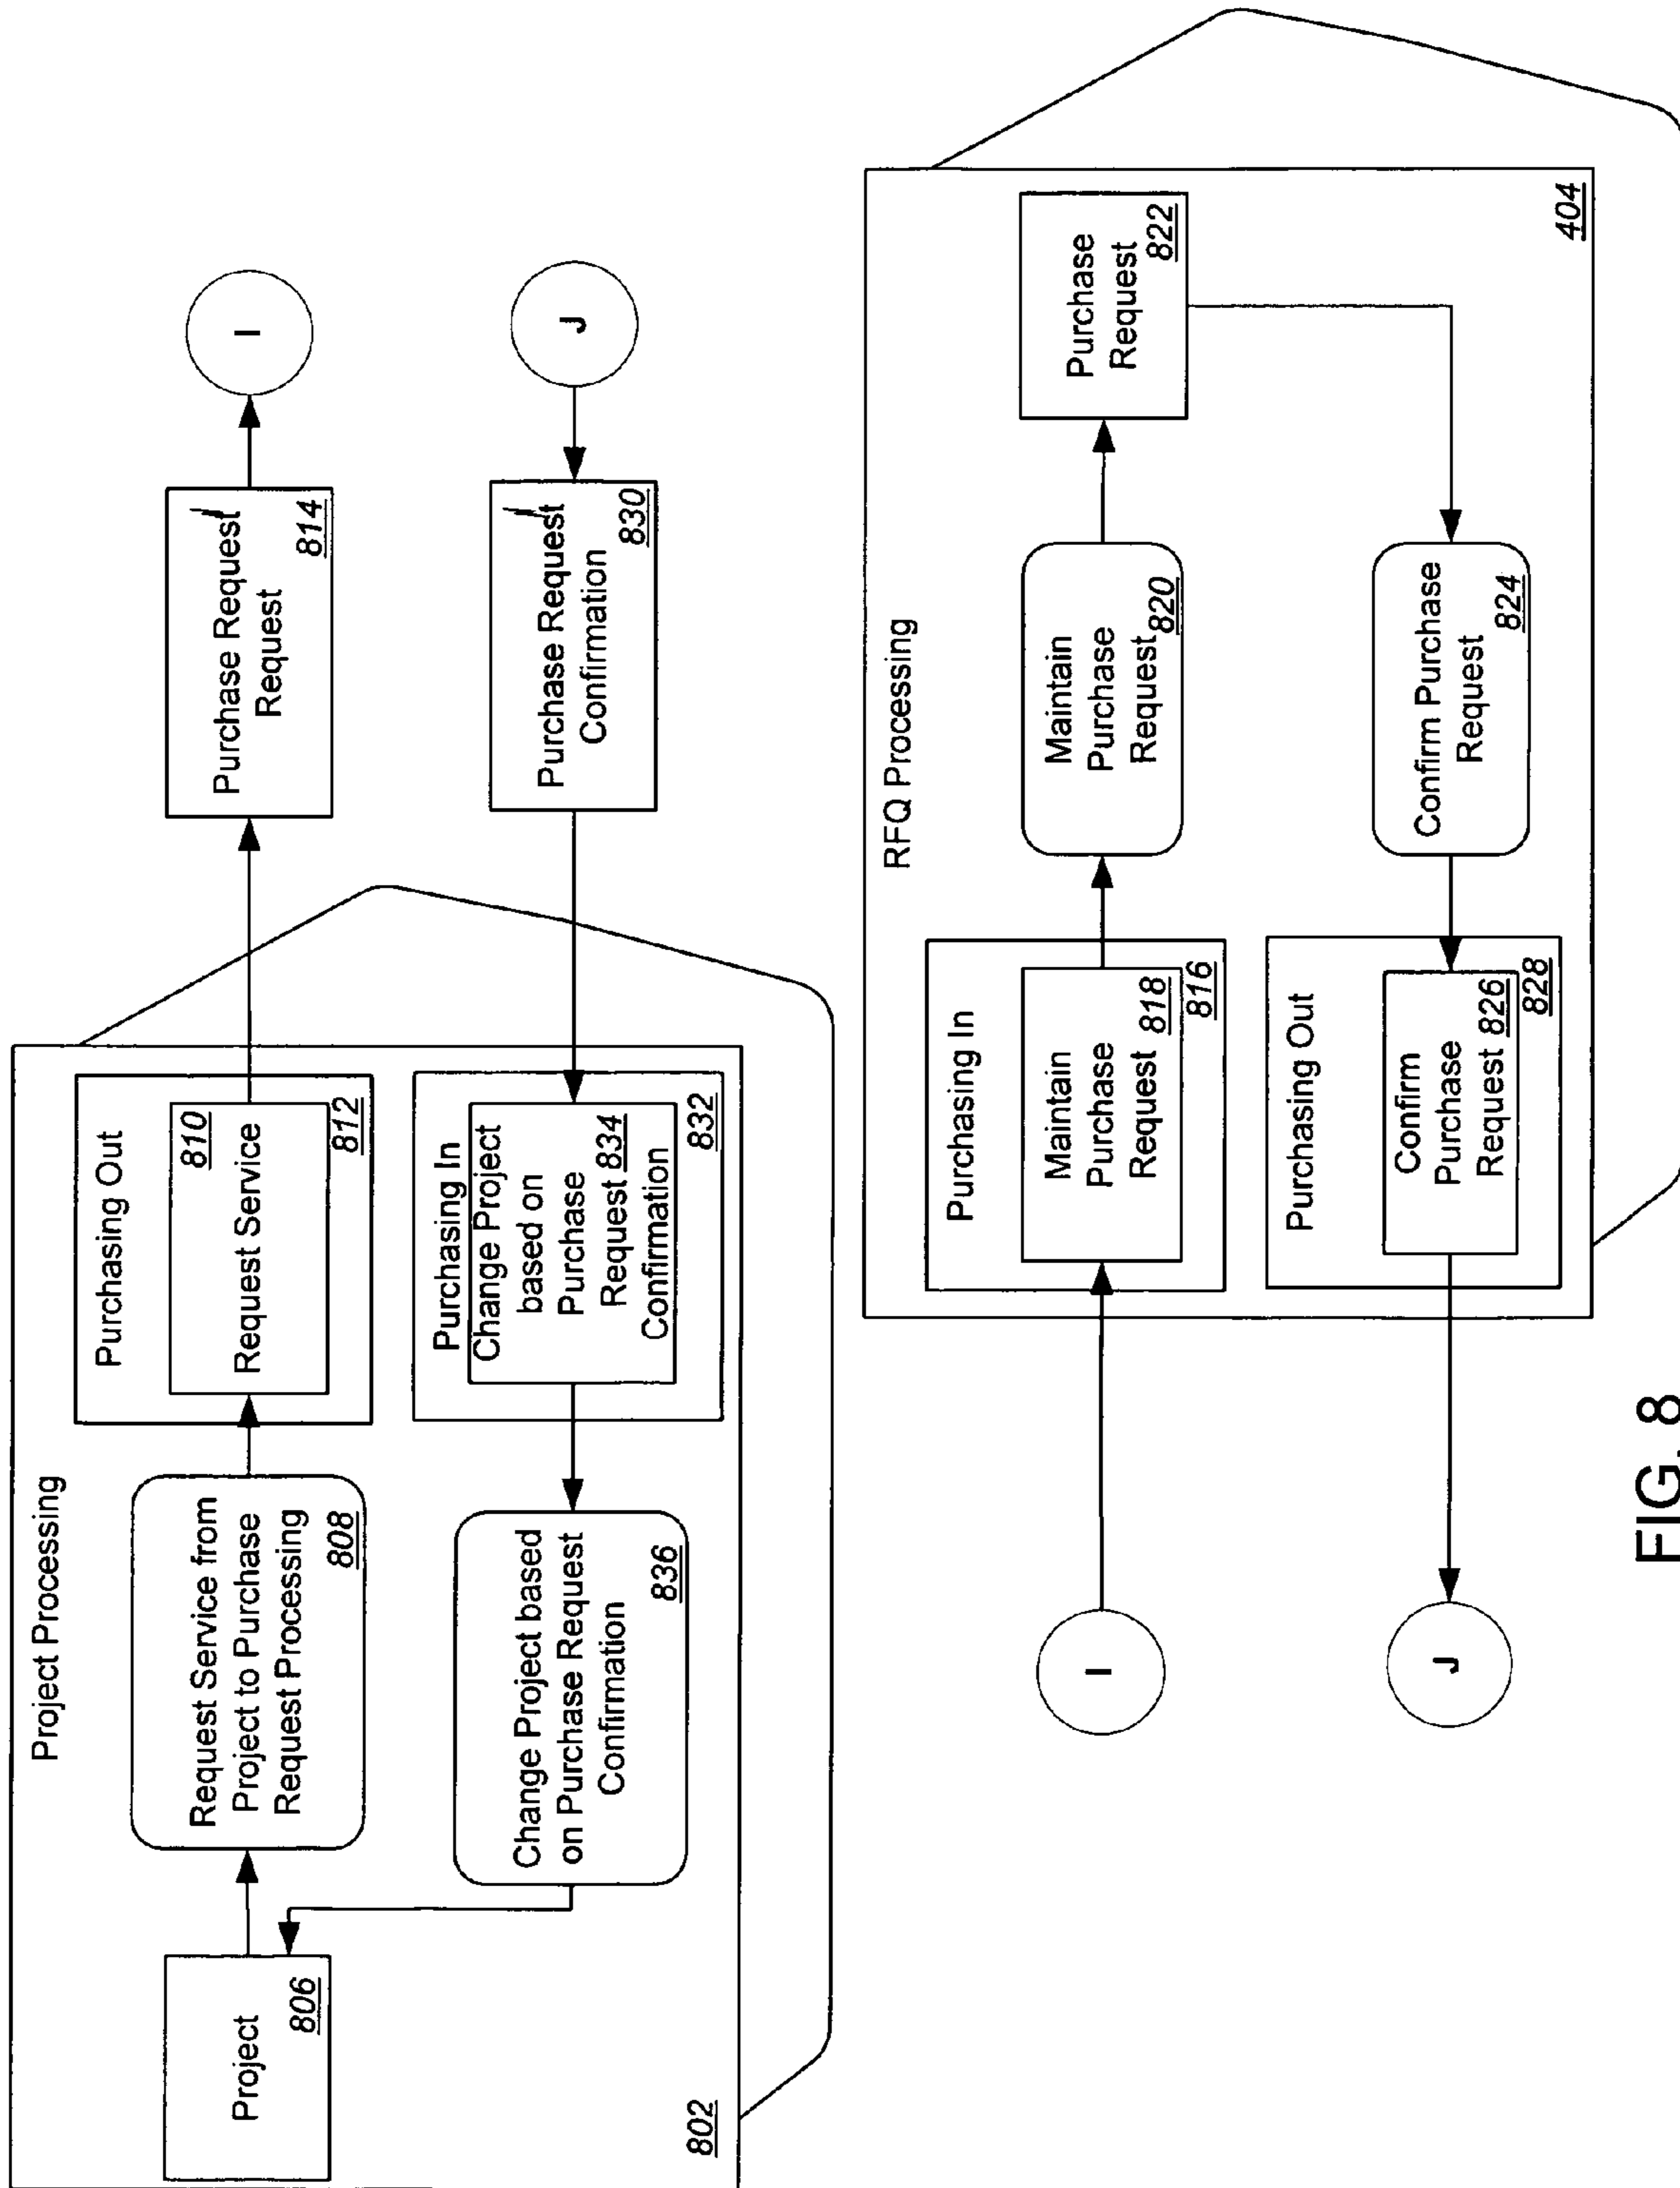 Project Processing
Project
806
Request Service from
Project to Purchase
Request Processing
808
Purchasing Out
810
Request Service
812
Purchase Request
Request
814
I
Change Project based
on Purchase Request
Confirmation
836
Purchasing In
Change Project
based on
Purchase
Request 834
Confirmation
832
Purchase Request
Confirmation
830
J
802
RFQ Processing
I
Purchasing In
Maintain
Purchase
Request 818
816
Maintain
Purchase
Request 820
Purchase
Request
822
J
Purchasing Out
Confirm
Purchase
Request 826
828
Confirm Purchase
Request
824
404
FIG. 8